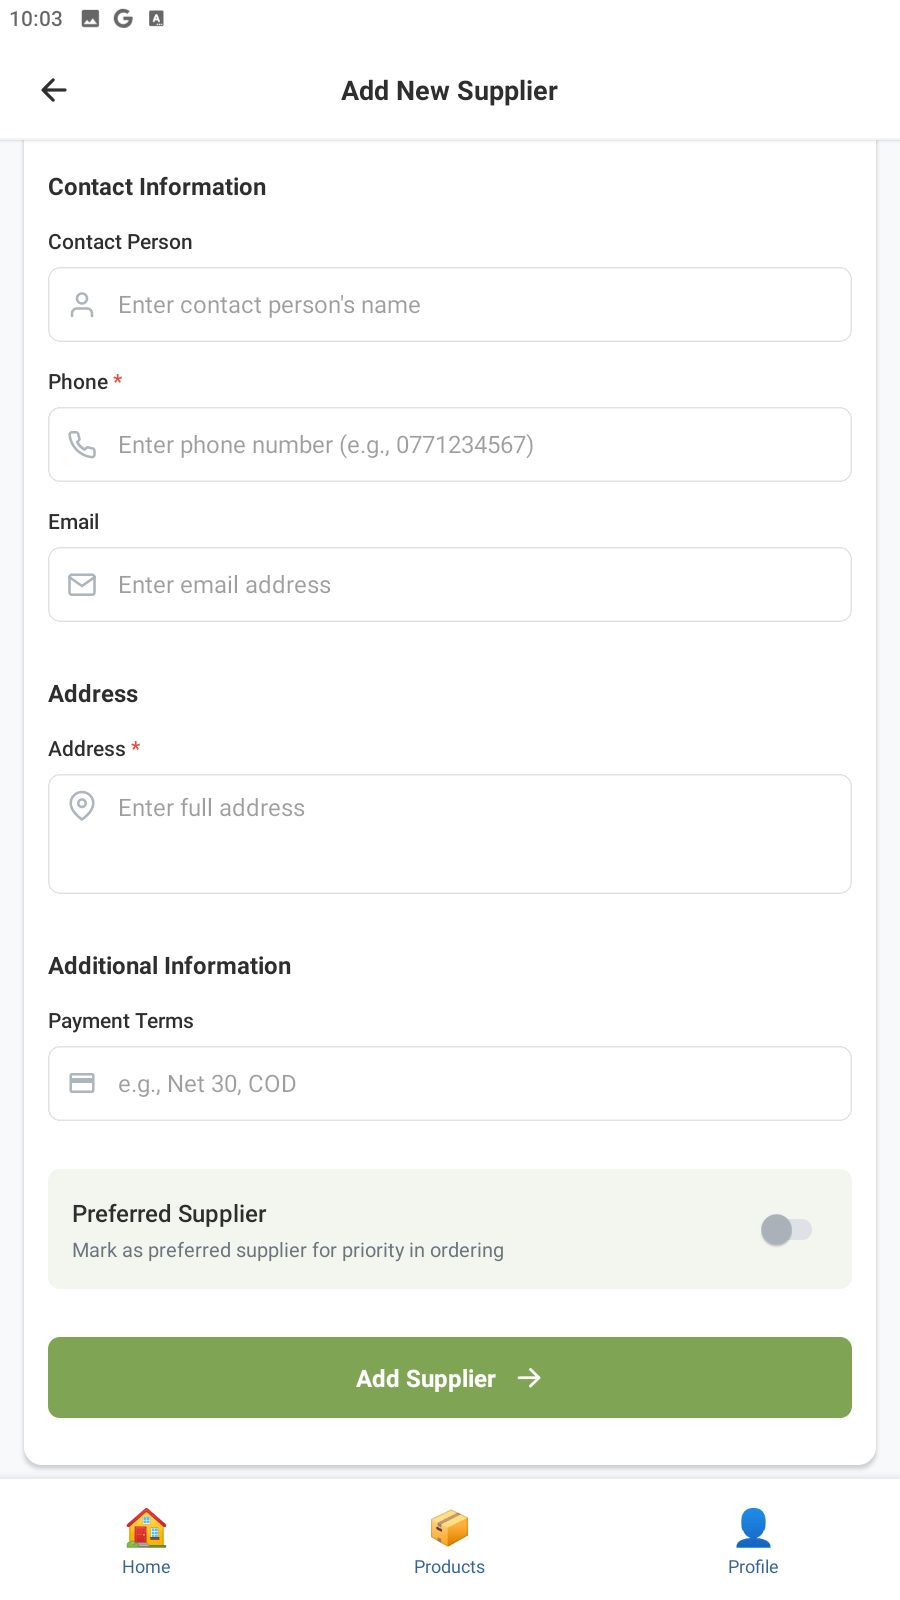 10:03
Add New Supplier
Contact Information
Contact Person
Enter contact person's name
Phone *
Enter phone number (e.g., 0771234567)
Email
Enter email address
Address
Address *
Enter full address
Additional Information
Payment Terms
e.g., Net 30, COD
Preferred Supplier
Mark as preferred supplier for priority in ordering
Add Supplier →
Home
Products
Profile